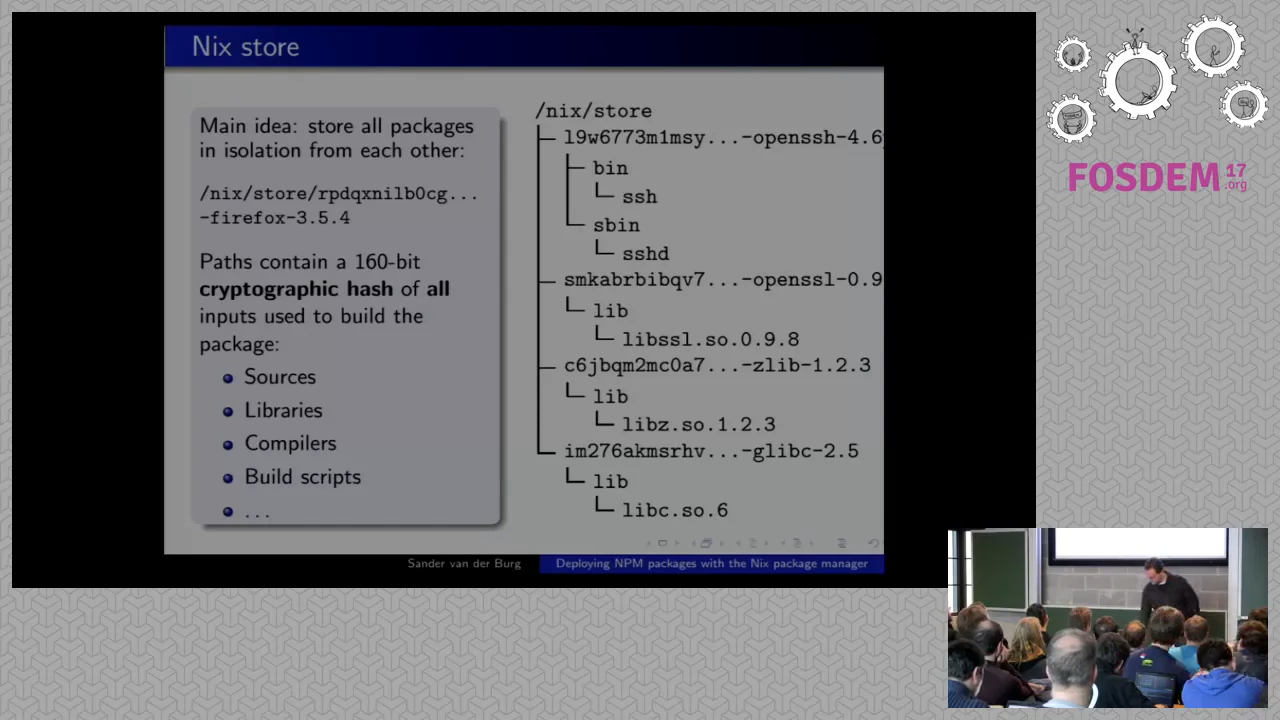 Nix store
Main idea: store all packages
in isolation from each other:
/nix/store/rpdqxnilb0cg...
-firefox-3.5.4
Paths contain a 160-bit
cryptographic hash of all
inputs used to build the
package:
Sources
Libraries
Compilers
Build scripts
...
/nix/store
l9w6773m1msy...-openssh-4.6
bin
ssh
sbin
sshd
smkabrbibqv7...-openssl-0.9
lib
libssl.so.0.9.8
c6jbqm2mc0a7...-zlib-1.2.3
lib
libz.so.1.2.3
im276akmsrhv...-glibc-2.5
lib
libc.so.6
Sander van der Burg
Deploying NPM packages with the Nix package manager
FOSDEM 17
.org